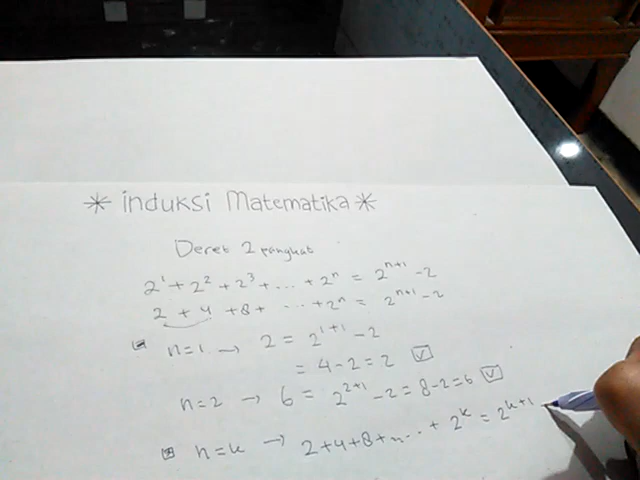 * induksi Matematika *
Deret 2 pangkat
2¹ + 2² + 2³ + ... + 2ⁿ = 2ⁿ⁺¹ - 2
2 + 4 + 8 + ... + 2ⁿ = 2ⁿ⁺¹ - 2
n=1 → 2 = 2¹⁺¹ - 2
= 4 - 2 = 2 ☑
n=2 → 6 = 2²⁺¹ - 2 = 8 - 2 = 6 ☑
n=k → 2+4+8+... + 2ᵏ = 2ᵏ⁺¹